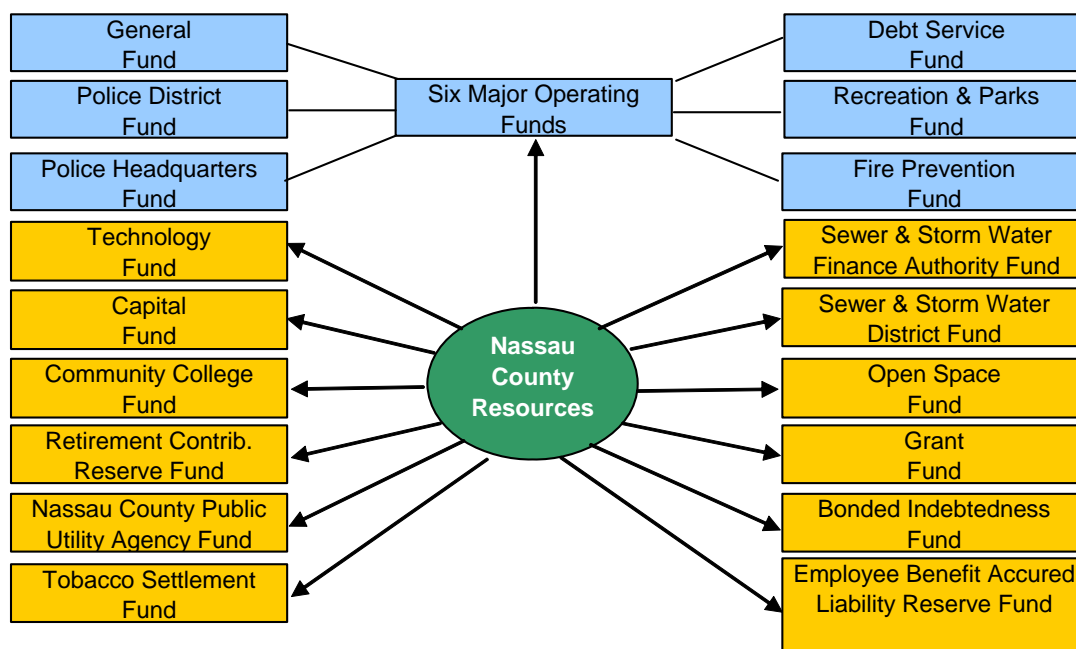 General
Fund
Police District
Fund
Police Headquarters
Fund
Six Major Operating
Funds
Debt Service
Fund
Recreation & Parks
Fund
Fire Prevention
Fund
Technology
Fund
Capital
Fund
Community College
Fund
Retirement Contrib.
Reserve Fund
Nassau County Public
Utility Agency Fund
Tobacco Settlement
Fund
Nassau
County
Resources
Sewer & Storm Water
Finance Authority Fund
Sewer & Storm Water
District Fund
Open Space
Fund
Grant
Fund
Bonded Indebtedness
Fund
Employee Benefit Accured
Liability Reserve Fund